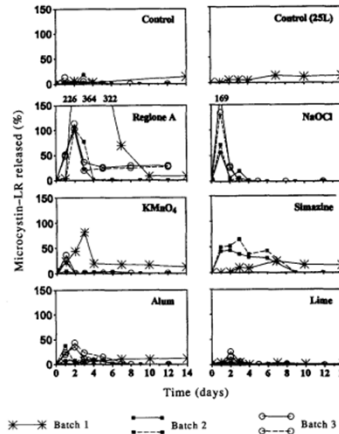 Control
Control (25L)
150
100
50
0
226 364 322
169
Reglone A
NaOCl
150
100
50
0
KMnO₄
Simazine
150
100
50
0
Alum
Lime
150
100
50
0
0 2 4 6 8 10 12 14
0 2 4 6 8 10 12 14
Microcystin–LR released (%)
Time (days)
Batch 1 Batch 2 Batch 3